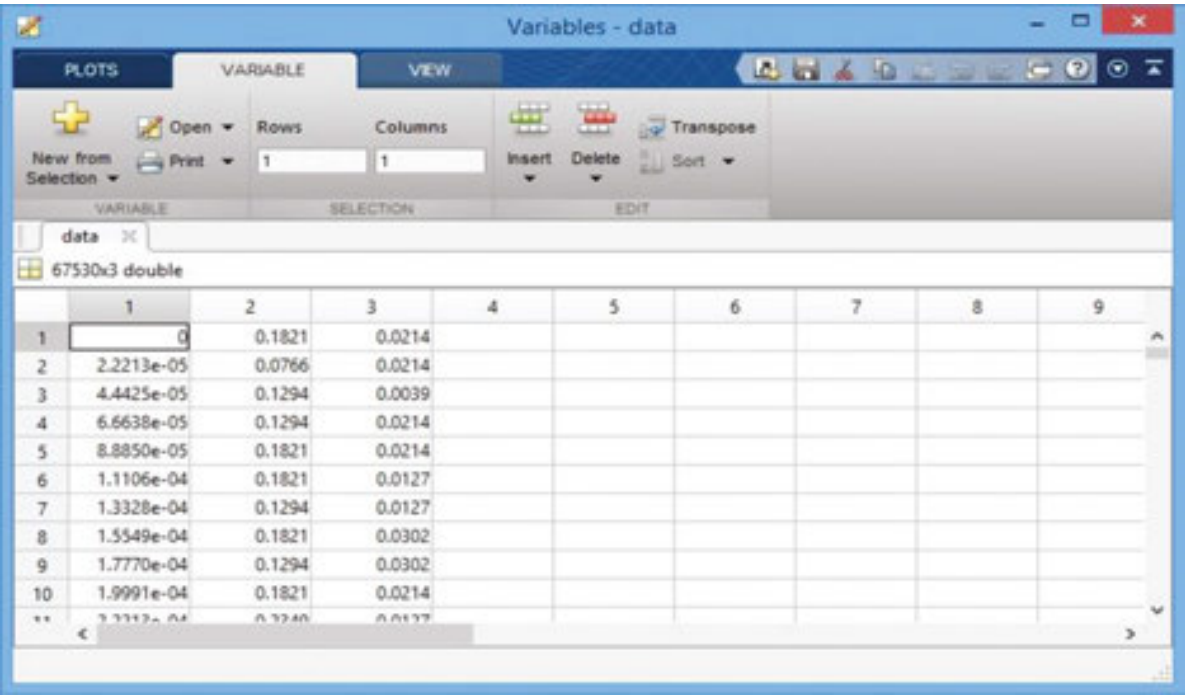 Variables - data
PLOTS VARIABLE VIEW
New from Selection
Open
Print
Rows Columns
1 1
Insert Delete
Transpose
Sort
VARIABLE SELECTION EDIT
data
67530x3 double
1 2 3 4 5 6 7 8 9
1 0 0.1821 0.0214
2 2.2213e-05 0.0766 0.0214
3 4.4425e-05 0.1294 0.0039
4 6.6638e-05 0.1294 0.0214
5 8.8850e-05 0.1821 0.0214
6 1.1106e-04 0.1821 0.0127
7 1.3328e-04 0.1294 0.0127
8 1.5549e-04 0.1821 0.0302
9 1.7770e-04 0.1294 0.0302
10 1.9991e-04 0.1821 0.0214